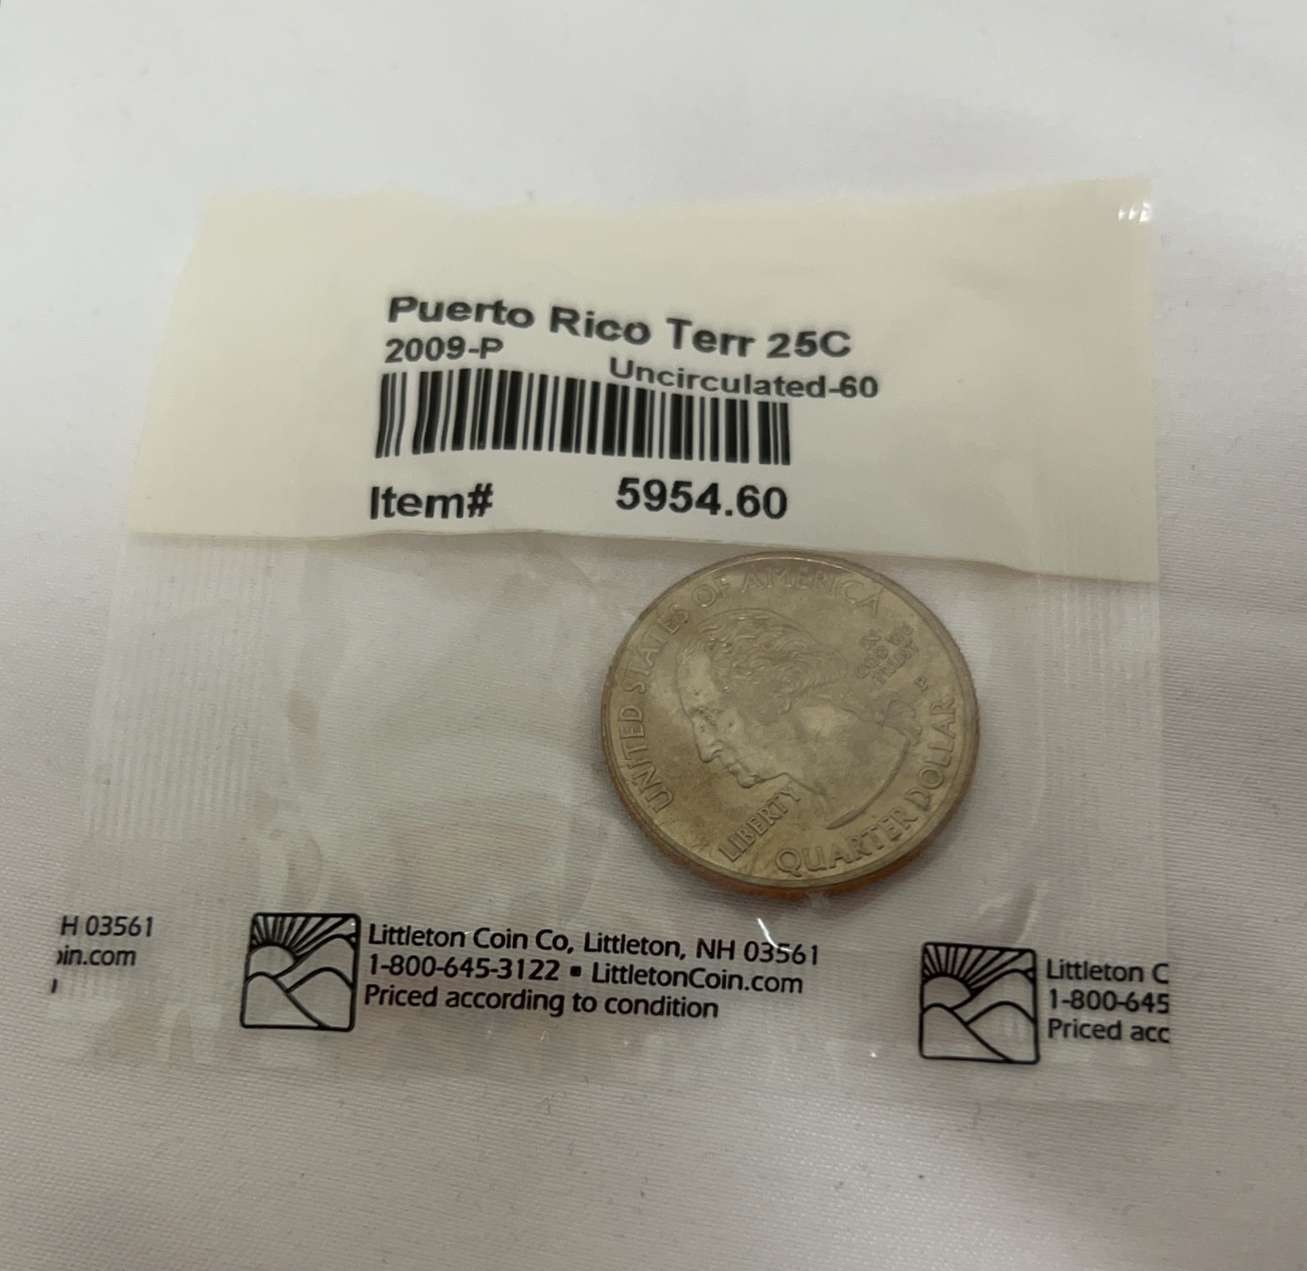 Puerto Rico Terr 25C
2009-P
Uncirculated-60
Item# 5954.60
UNITED STATES OF AMERICA
IN
GOD WE
TRUST
P
LIBERTY
QUARTER DOLLAR
H 03561
in.com
Littleton Coin Co, Littleton, NH 03561
1-800-645-3122 ▪ LittletonCoin.com
Priced according to condition
Littleton C
1-800-645
Priced acc